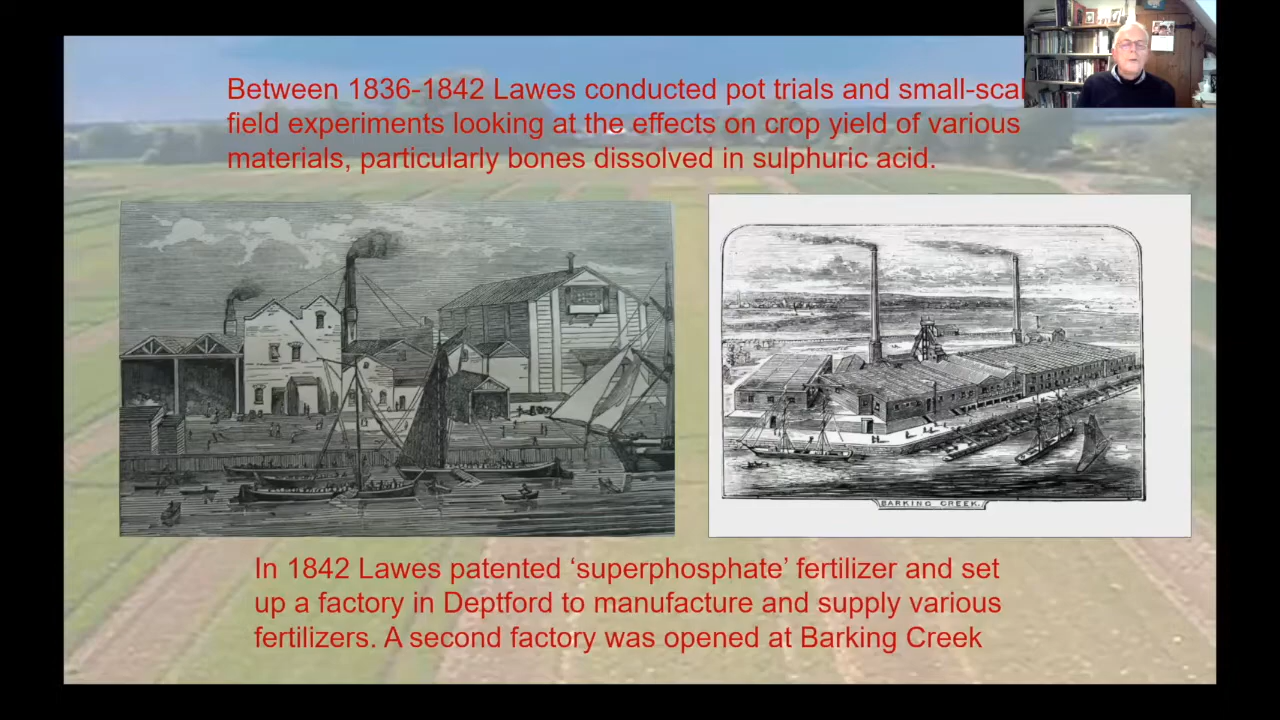 Between 1836-1842 Lawes conducted pot trials and small-scal
field experiments looking at the effects on crop yield of various
materials, particularly bones dissolved in sulphuric acid.
BARKING CREEK.
In 1842 Lawes patented ‘superphosphate’ fertilizer and set
up a factory in Deptford to manufacture and supply various
fertilizers. A second factory was opened at Barking Creek